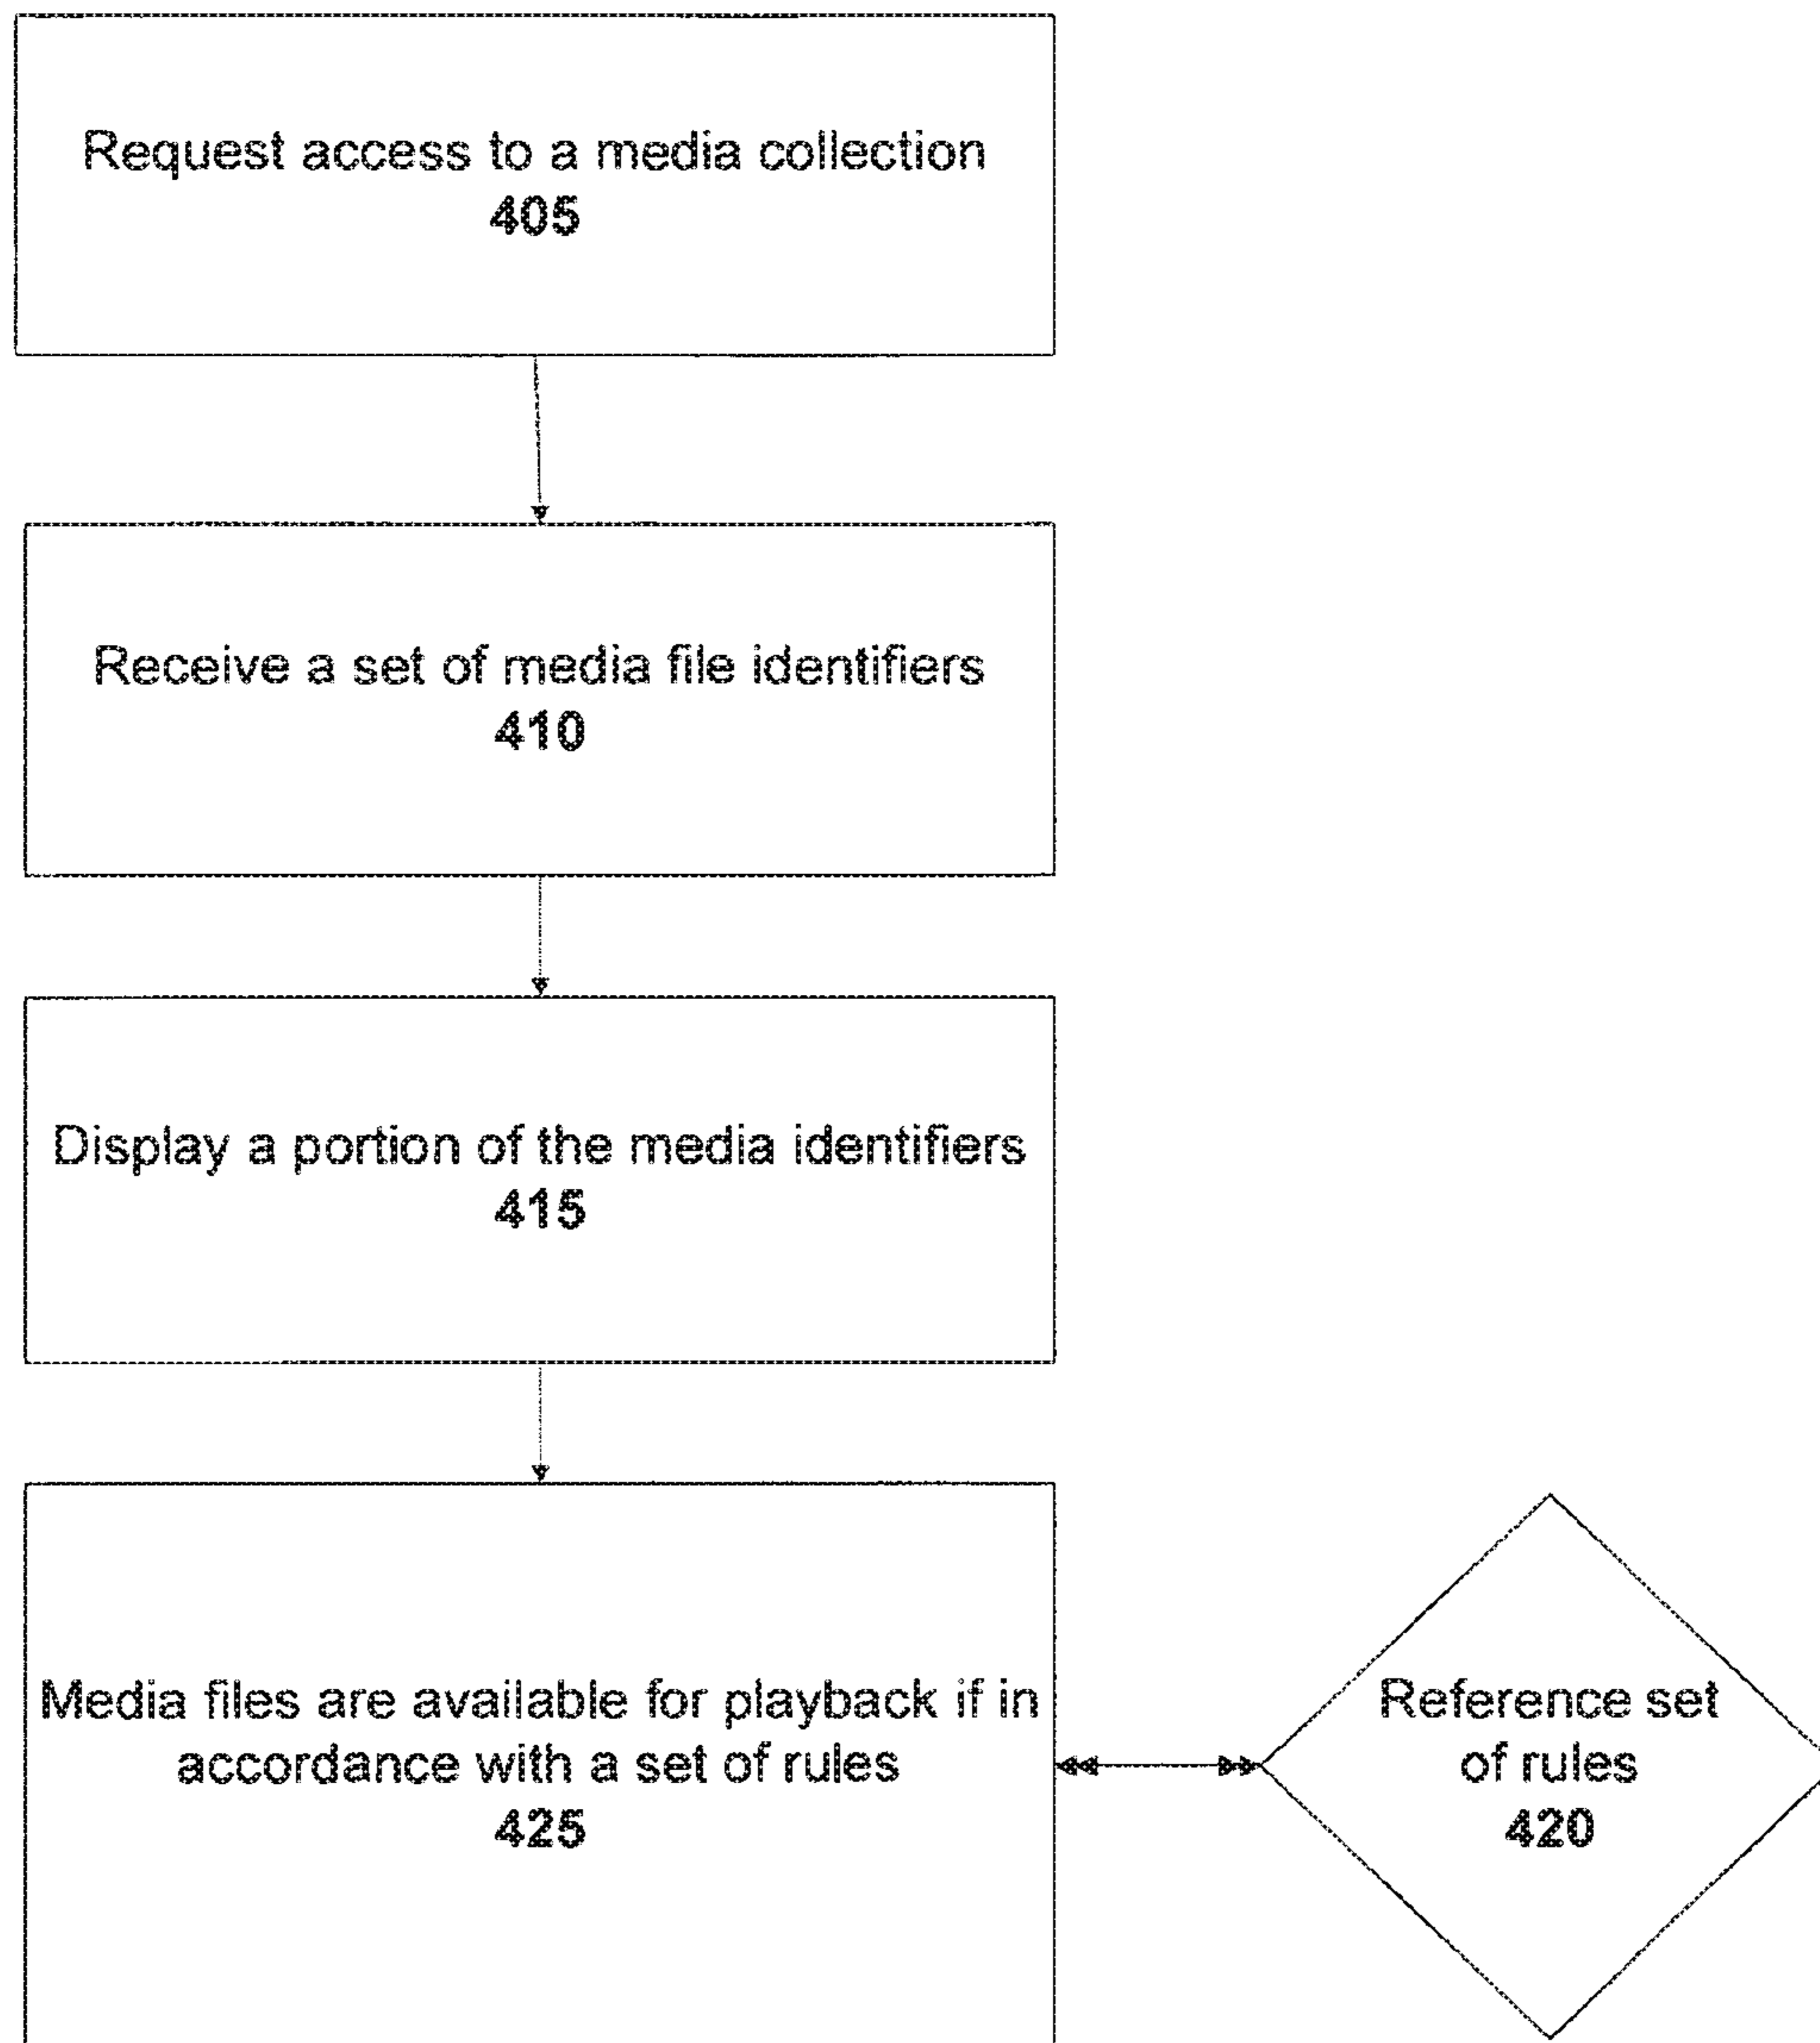 Request access to a media collection
405
Receive a set of media file identifiers
410
Display a portion of the media identifiers
415
Media files are available for playback if in
accordance with a set of rules
425
Reference set
of rules
420